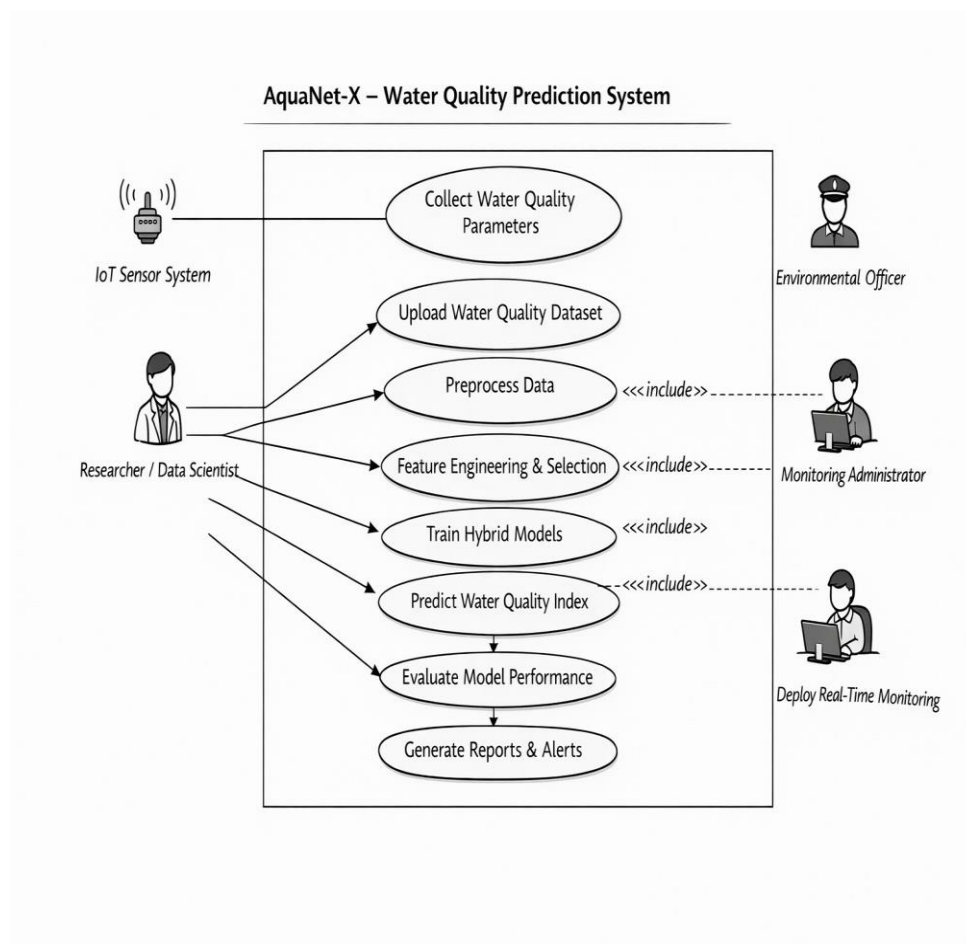 AquaNet-X – Water Quality Prediction System
Collect Water Quality
Parameters
IoT Sensor System
Environmental Officer
Upload Water Quality Dataset
Preprocess Data
<<<include>>
Researcher / Data Scientist
Feature Engineering & Selection
<<<include>>
Monitoring Administrator
Train Hybrid Models
<<<include>>
Predict Water Quality Index
<<<include>>
Evaluate Model Performance
Deploy Real-Time Monitoring
Generate Reports & Alerts